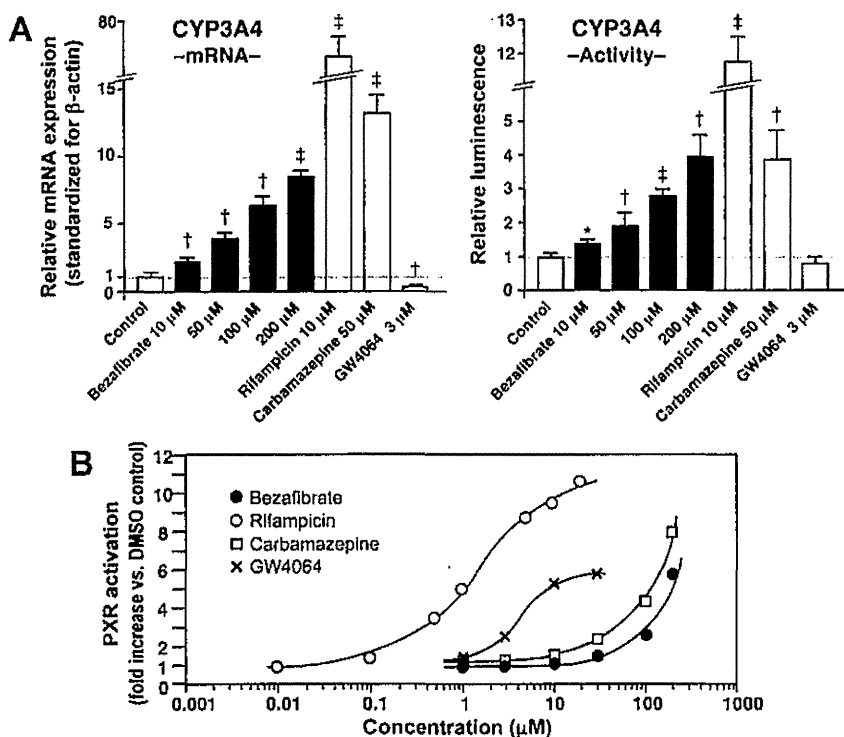 A
CYP3A4
–mRNA–
Relative mRNA expression
(standardized for β-actin)
80
15
10
5
1
0
† † † ‡ ‡ ‡ †
Control
Bezafibrate 10 μM
50 μM
100 μM
200 μM
Rifampicin 10 μM
Carbamazepine 50 μM
GW4064 3 μM
CYP3A4
–Activity–
Relative luminescence
13
12
5
4
3
2
1
0
* † ‡ † ‡ †
Control
Bezafibrate 10 μM
50 μM
100 μM
200 μM
Rifampicin 10 μM
Carbamazepine 50 μM
GW4064 3 μM
B
PXR activation
(fold increase vs. DMSO control)
12
10
8
6
4
2
1
0
Bezafibrate
Rifampicin
Carbamazepine
GW4064
0.001 0.01 0.1 1 10 100 1000
Concentration (μM)